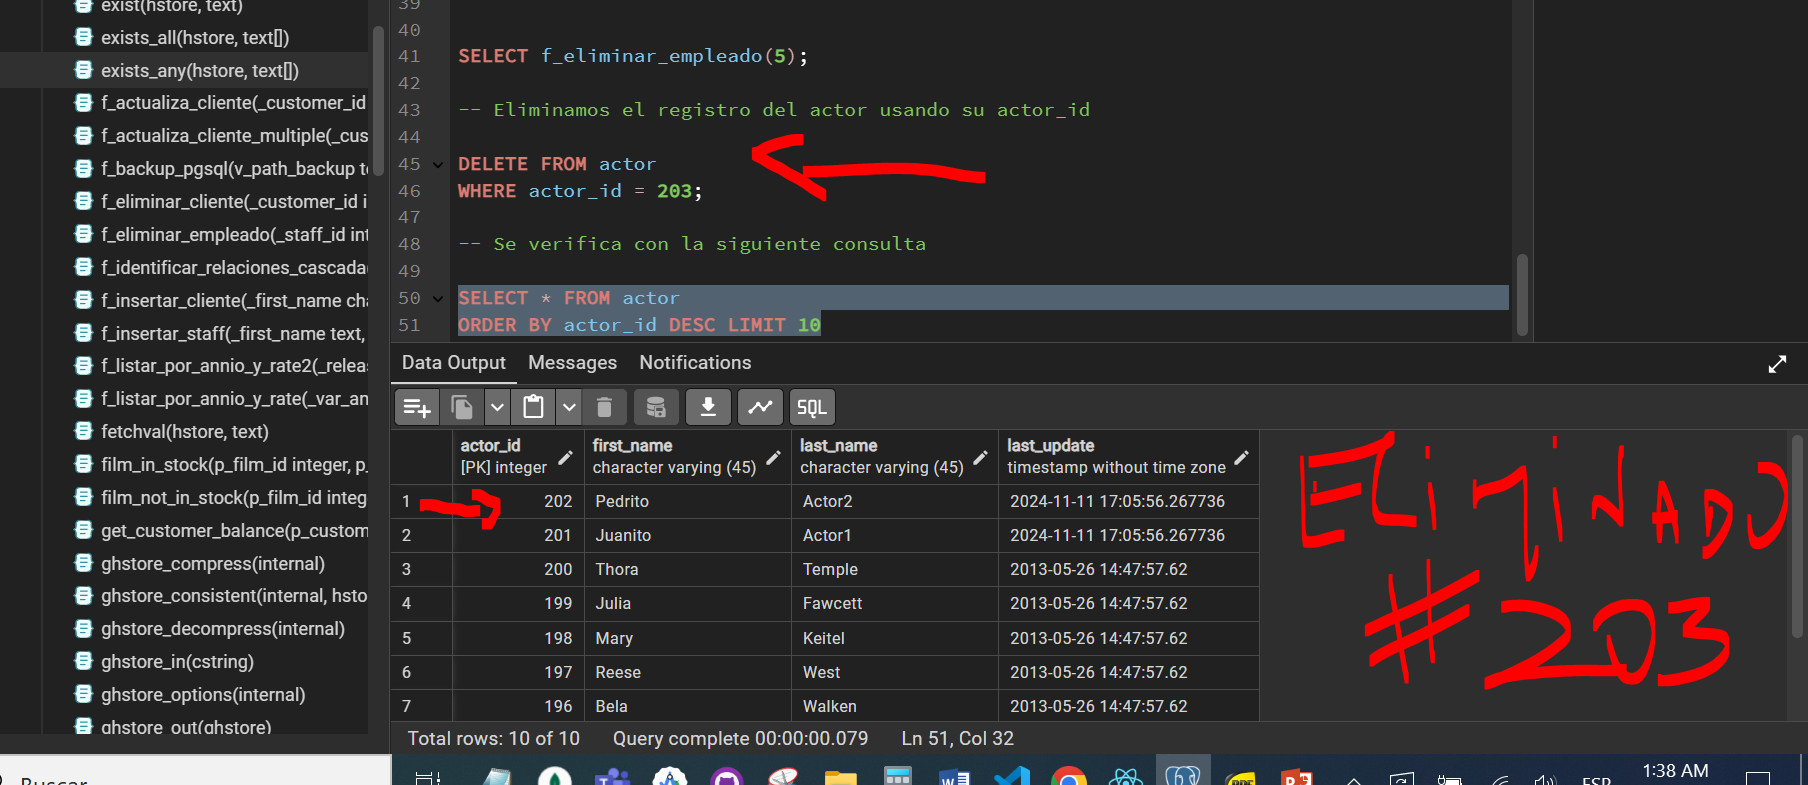 exist(hstore, text)
exists_all(hstore, text[])
exists_any(hstore, text[])
f_actualiza_cliente(_customer_id
f_actualiza_cliente_multiple(_cus
f_backup_pgsql(v_path_backup te
f_eliminar_cliente(_customer_id i
f_eliminar_empleado(_staff_id int
f_identificar_relaciones_cascada(
f_insertar_cliente(_first_name cha
f_insertar_staff(_first_name text,
f_listar_por_annio_y_rate2(_relea
f_listar_por_annio_y_rate(_var_an
fetchval(hstore, text)
film_in_stock(p_film_id integer, p_
film_not_in_stock(p_film_id integ
get_customer_balance(p_custom
ghstore_compress(internal)
ghstore_consistent(internal, hsto
ghstore_decompress(internal)
ghstore_in(cstring)
ghstore_options(internal)
ghstore_out(ghstore)
39
40
41 SELECT f_eliminar_empleado(5);
42
43 -- Eliminamos el registro del actor usando su actor_id
44
45 DELETE FROM actor
46 WHERE actor_id = 203;
47
48 -- Se verifica con la siguiente consulta
49
50 SELECT * FROM actor
51 ORDER BY actor_id DESC LIMIT 10
Data Output Messages Notifications
SQL
actor_id first_name last_name last_update
[PK] integer character varying (45) character varying (45) timestamp without time zone
1 202 Pedrito Actor2 2024-11-11 17:05:56.267736
2 201 Juanito Actor1 2024-11-11 17:05:56.267736
3 200 Thora Temple 2013-05-26 14:47:57.62
4 199 Julia Fawcett 2013-05-26 14:47:57.62
5 198 Mary Keitel 2013-05-26 14:47:57.62
6 197 Reese West 2013-05-26 14:47:57.62
7 196 Bela Walken 2013-05-26 14:47:57.62
ELiMiNADO
#203
Total rows: 10 of 10 Query complete 00:00:00.079 Ln 51, Col 32
Buscar
ESP
1:38 AM